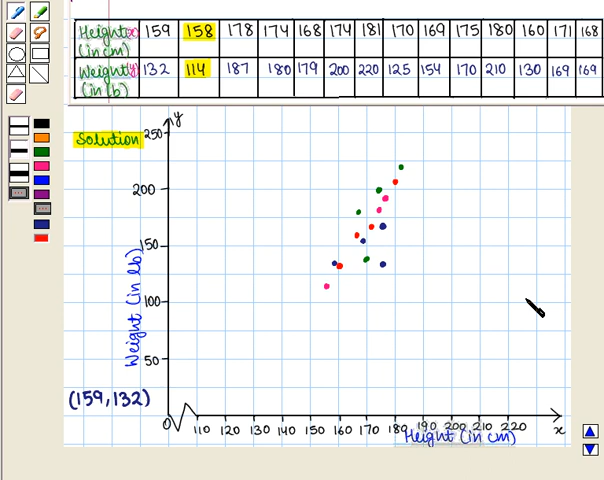 Height(x) 159 158 178 174 168 174 181 170 169 175 180 160 171 168
(in cm)
Weight(y) 132 114 187 180 179 200 220 125 154 170 210 130 169 169
(in lb)
Solution
y
250
200
150
100
50
Weight (in lb)
(159,132)
0 110 120 130 140 150 160 170 180 190 200 210 220 x
Height (in cm)